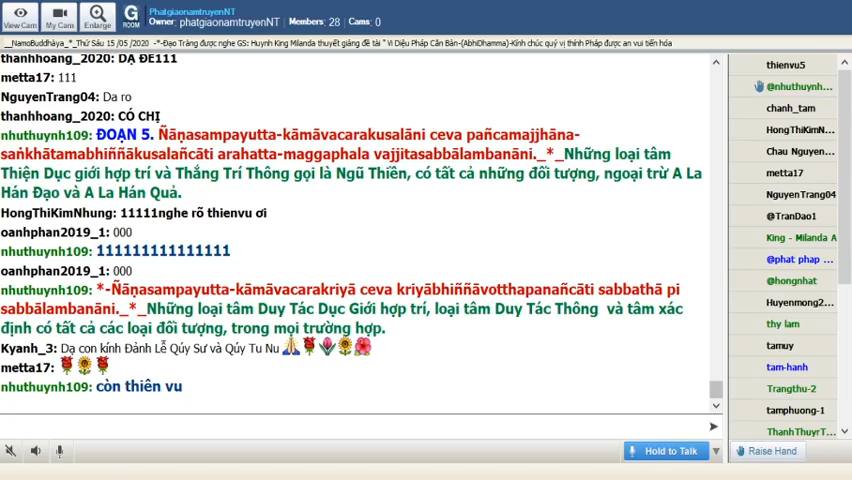 View Cam
My Cam
Enlarge
G
ROOM
PhatgiaonamtruyenNT
Owner: phatgiaonamtruyenNT Members: 28 Cams: 0
__NamoBuddhàya_*_Thứ Sáu 15 /05 /2020 -*-Đạo Tràng được nghe GS: Huynh King Milanda thuyết giảng đề tài " Vi Diệu Pháp Căn Bản-(AbhiDhamma)-Kính chúc quý vị thính Pháp được an vui tiến hóa
thanhhoang_2020: DẠ ĐE111
metta17: 111
NguyenTrang04: Da ro
thanhhoang_2020: CÓ CHỊ
nhuthuynh109: ĐOẠN 5. Ñāṇasampayutta-kāmāvacarakusalāni ceva pañcamajjhāna-
saṅkhātamabhiññākusalañcāti arahatta-maggaphala vajjitasabbālambanāni._*_Những loại tâm
Thiện Dục giới hợp trí và Thắng Trí Thông gọi là Ngũ Thiền, có tất cả những đối tượng, ngoại trừ A La
Hán Đạo và A La Hán Quả.
HongThiKimNhung: 11111nghe rõ thienvu ơi
oanhphan2019_1: 000
nhuthuynh109: 1111111111111111
oanhphan2019_1: 000
nhuthuynh109: *-Ñāṇasampayutta-kāmāvacarakriyā ceva kriyābhiññāvotthapanañcāti sabbathā pi
sabbālambanāni._*_Những loại tâm Duy Tác Dục Giới hợp trí, loại tâm Duy Tác Thông và tâm xác
định có tất cả các loại đối tượng, trong mọi trường hợp.
Kyanh_3: Dạ con kính Đảnh Lễ Qúy Sư và Qúy Tu Nu
metta17:
nhuthuynh109: còn thiên vu
Hold to Talk
thienvu5
@nhuthuynh...
chanh_tam
HongThiKimN...
Chau Nguyen...
metta17
NguyenTrang04
@TranDao1
King - Milanda A
@phat phap ...
@hongnhat
Huyenmong2...
thy lam
tamuy
tam-hanh
Trangthu-2
tamphuong-1
ThanhThuyrT...
Raise Hand